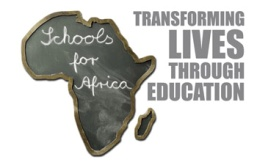 Schools
for
Africa
TRANSFORMING
LIVES
THROUGH
EDUCATION